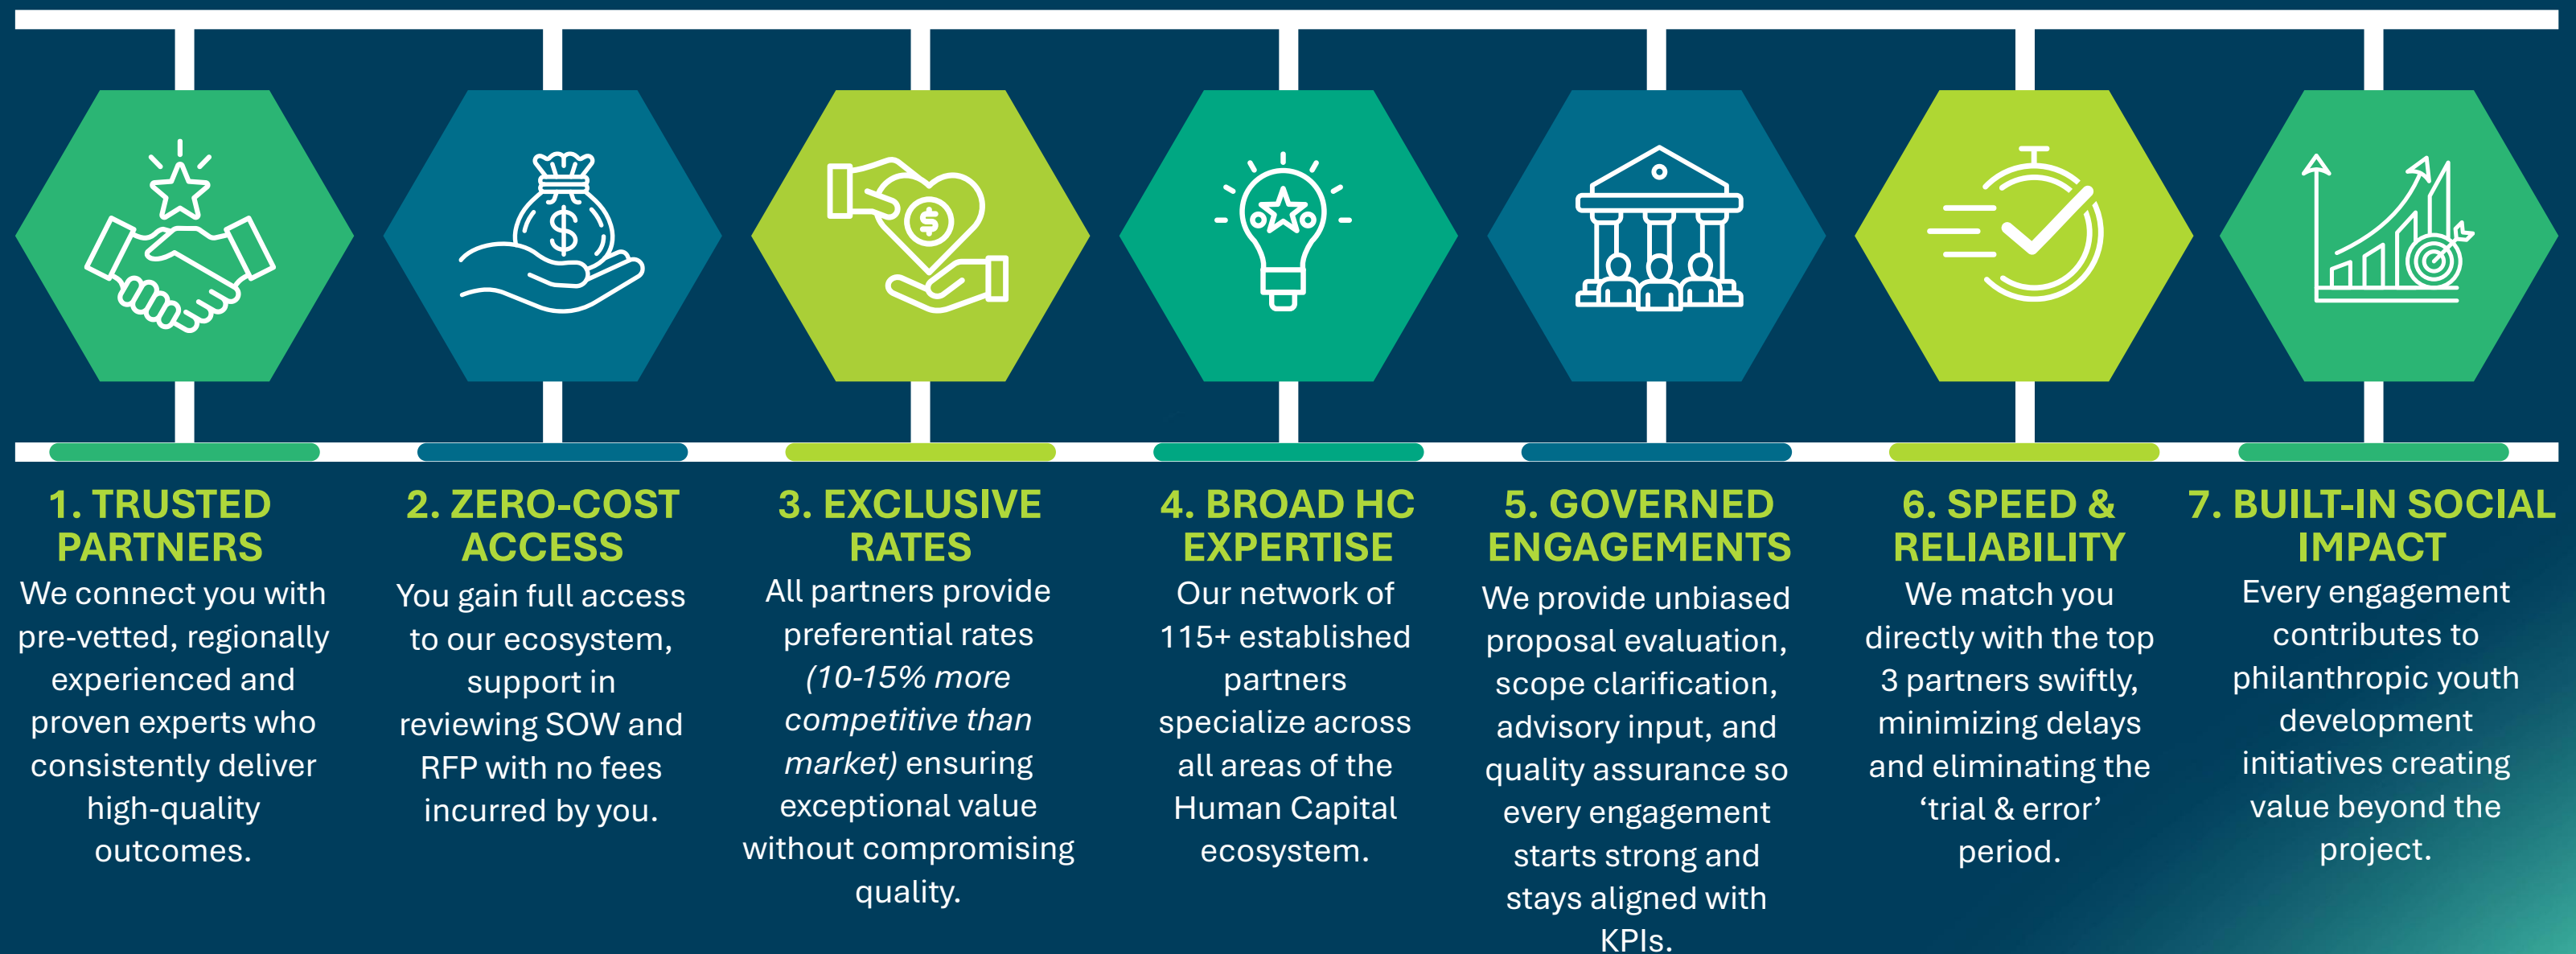 1. TRUSTED
PARTNERS
We connect you with
pre-vetted, regionally
experienced and
proven experts who
consistently deliver
high-quality
outcomes.
2. ZERO-COST
ACCESS
You gain full access
to our ecosystem,
support in
reviewing SOW and
RFP with no fees
incurred by you.
3. EXCLUSIVE
RATES
All partners provide
preferential rates
(10-15% more
competitive than
market) ensuring
exceptional value
without compromising
quality.
4. BROAD HC
EXPERTISE
Our network of
115+ established
partners
specialize across
all areas of the
Human Capital
ecosystem.
5. GOVERNED
ENGAGEMENTS
We provide unbiased
proposal evaluation,
scope clarification,
advisory input, and
quality assurance so
every engagement
starts strong and
stays aligned with
KPIs.
6. SPEED &
RELIABILITY
We match you
directly with the top
3 partners swiftly,
minimizing delays
and eliminating the
‘trial & error’
period.
7. BUILT-IN SOCIAL
IMPACT
Every engagement
contributes to
philanthropic youth
development
initiatives creating
value beyond the
project.